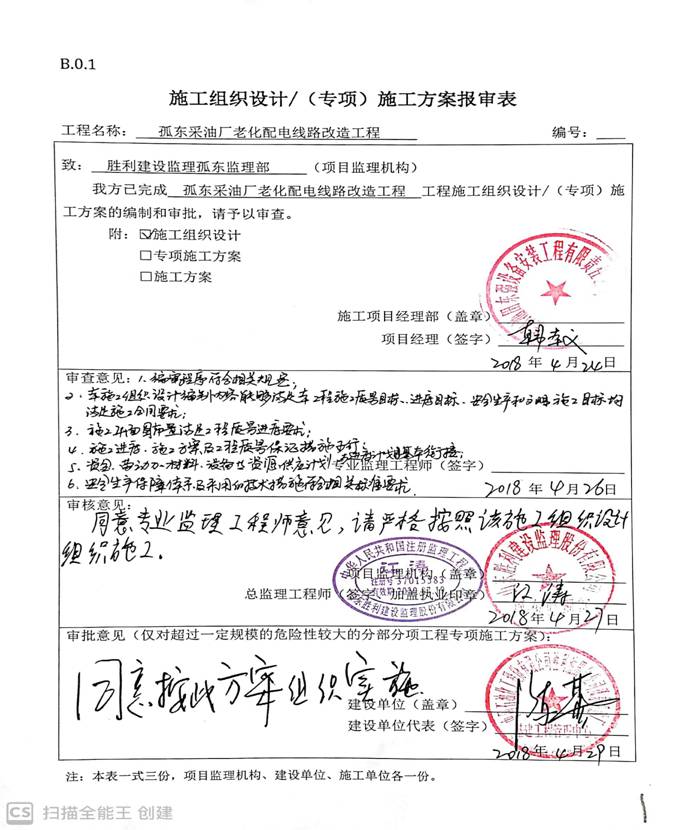 B.0.1
施工组织设计/（专项）施工方案报审表
工程名称： 孤东采油厂老化配电线路改造工程 编号：
致： 胜利建设监理孤东监理部 （项目监理机构）
我方已完成 孤东采油厂老化配电线路改造工程 工程施工组织设计/（专项）施
工方案的编制和审批，请予以审查。
附：☑施工组织设计
□专项施工方案
□施工方案
施工项目经理部（盖章）
项目经理（签字）
2018 年 4 月 24 日
审查意见：1、编审程序符合相关规定；
2、本施工组织设计编制内容能够满足本工程施工质量目标、进度目标、安全生产和文明施工目标均
满足施工合同要求；
3、施工平面图布置满足工程质量进度要求；
4、施工进度、施工方案及工程质量保证措施可行；
5、资金、劳动力、材料、设备等资源供应计划
专业监理工程师（签字）
6、安全生产保障体系及采用的技术措施符合相关标准要求。
2018 年 4 月 26 日
审核意见：
同意专业监理工程师意见，请严格按照该施工组织设计
组织施工。
中华人民共和国注册监理工程师
江涛
注册号 37015983
项目监理机构（盖章）
总监理工程师（签字、加盖执业印章） 江涛
2018 年 4 月 27 日
审批意见（仅对超过一定规模的危险性较大的分部分项工程专项施工方案）：
同意按此方案组织实施
建设单位（盖章）
建设单位代表（签字）
2018 年 4 月 29 日
注：本表一式三份，项目监理机构、建设单位、施工单位各一份。
CS 扫描全能王 创建